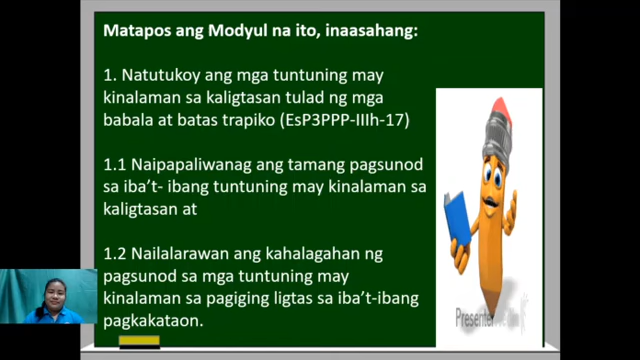 Matapos ang Modyul na ito, inaasahang:
1. Natutukoy ang mga tuntuning may
kinalaman sa kaligtasan tulad ng mga
babala at batas trapiko (EsP3PPP-IIIh-17)
1.1 Naipapaliwanag ang tamang pagsunod
sa iba't- ibang tuntuning may kinalaman sa
kaligtasan at
1.2 Nailalarawan ang kahalagahan ng
pagsunod sa mga tuntuning may
kinalaman sa pagiging ligtas sa iba't-ibang
pagkakataon.
Presenter